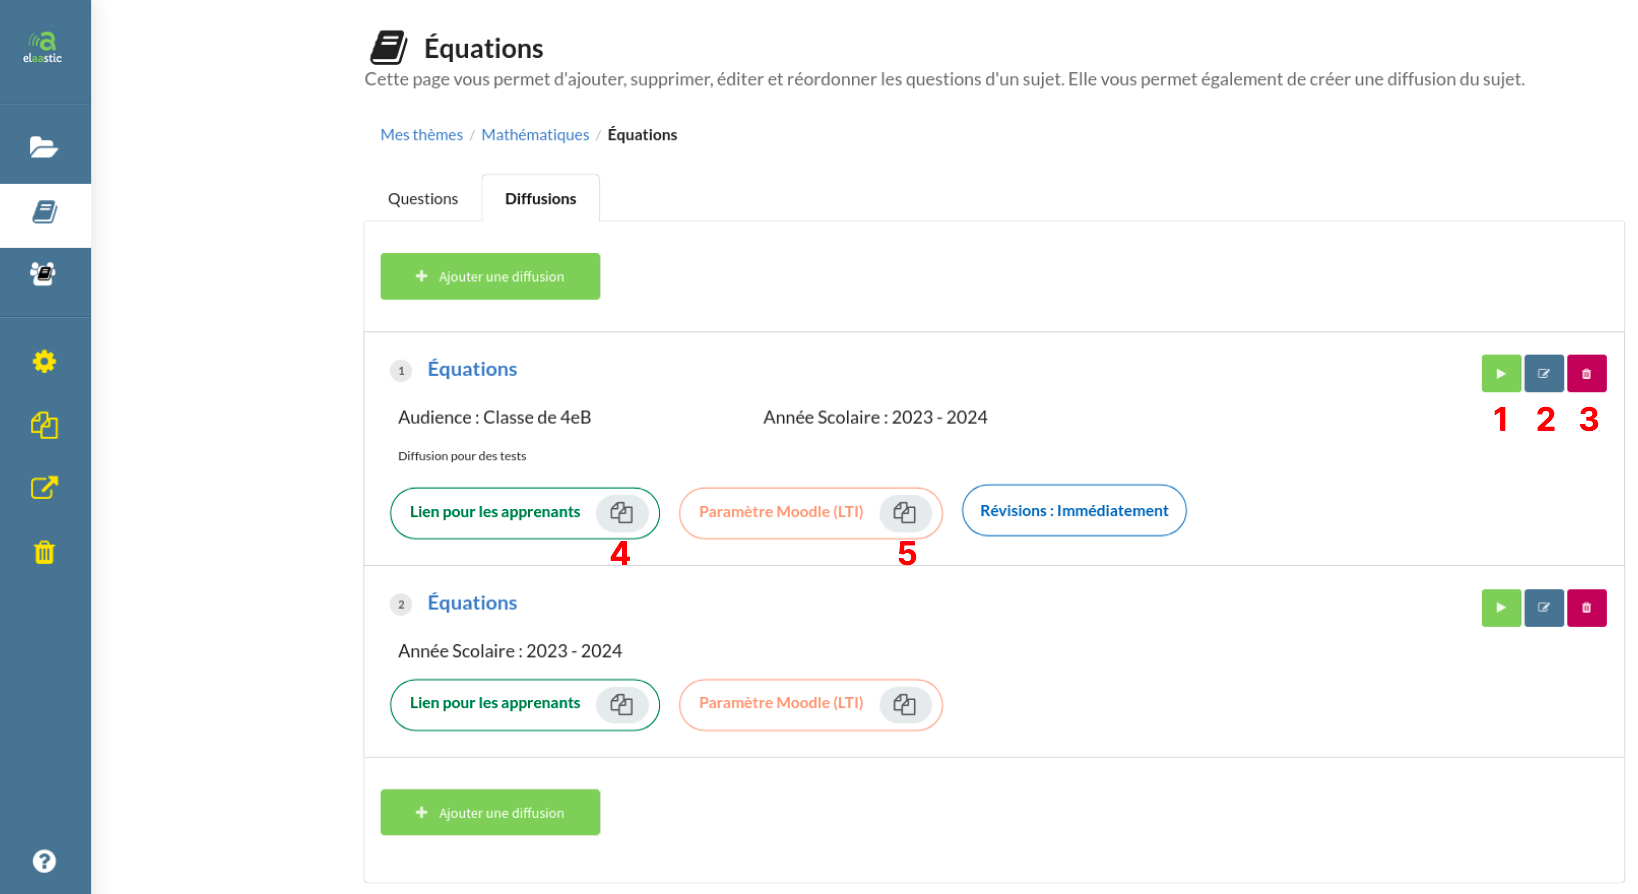 elaastic
Équations
Cette page vous permet d'ajouter, supprimer, éditer et réordonner les questions d'un sujet. Elle vous permet également de créer une diffusion du sujet.
Mes thèmes / Mathématiques / Équations
Questions Diffusions
Ajouter une diffusion
1 Équations
Audience : Classe de 4eB Année Scolaire : 2023 - 2024
1 2 3
Diffusion pour des tests
Lien pour les apprenants Paramètre Moodle (LTI) Révisions : Immédiatement
4 5
2 Équations
Année Scolaire : 2023 - 2024
Lien pour les apprenants Paramètre Moodle (LTI)
Ajouter une diffusion